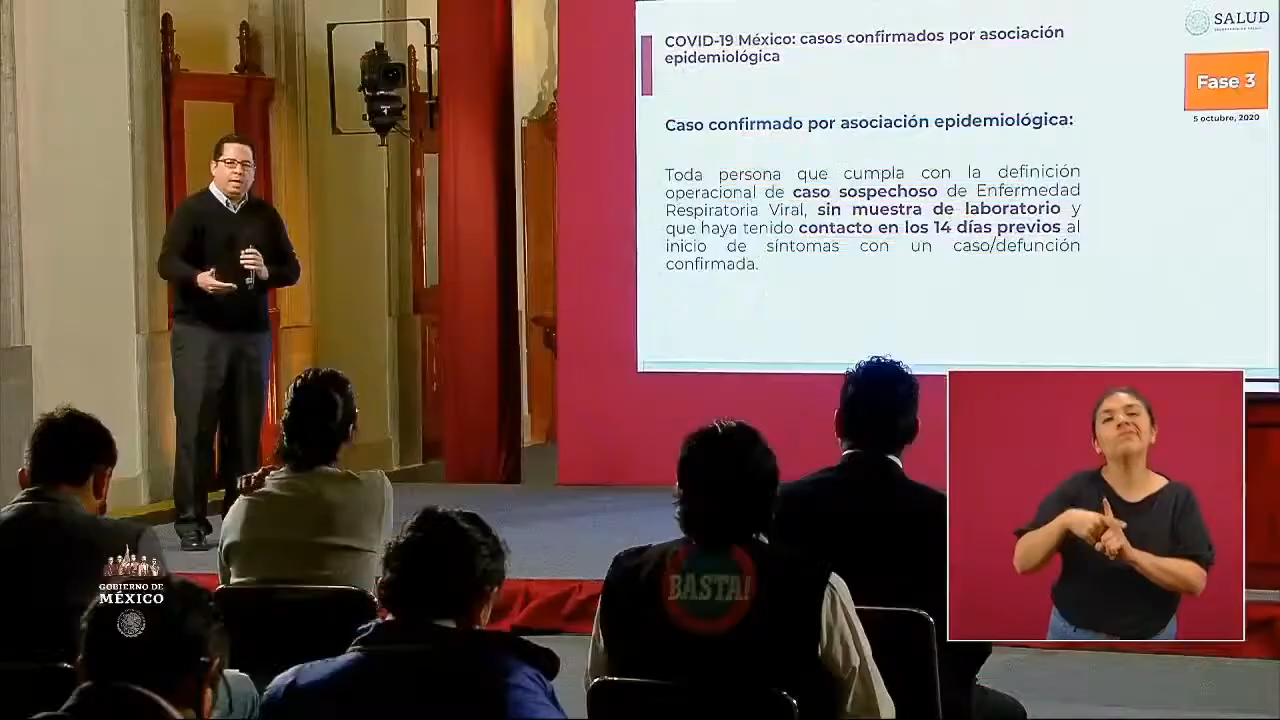 COVID-19 México: casos confirmados por asociación
epidemiológica
SALUD
Fase 3
5 octubre, 2020
Caso confirmado por asociación epidemiológica:
Toda persona que cumpla con la definición
operacional de caso sospechoso de Enfermedad
Respiratoria Viral, sin muestra de laboratorio y
que haya tenido contacto en los 14 días previos al
inicio de síntomas con un caso/defunción
confirmada.
BASTA!
GOBIERNO DE
MÉXICO